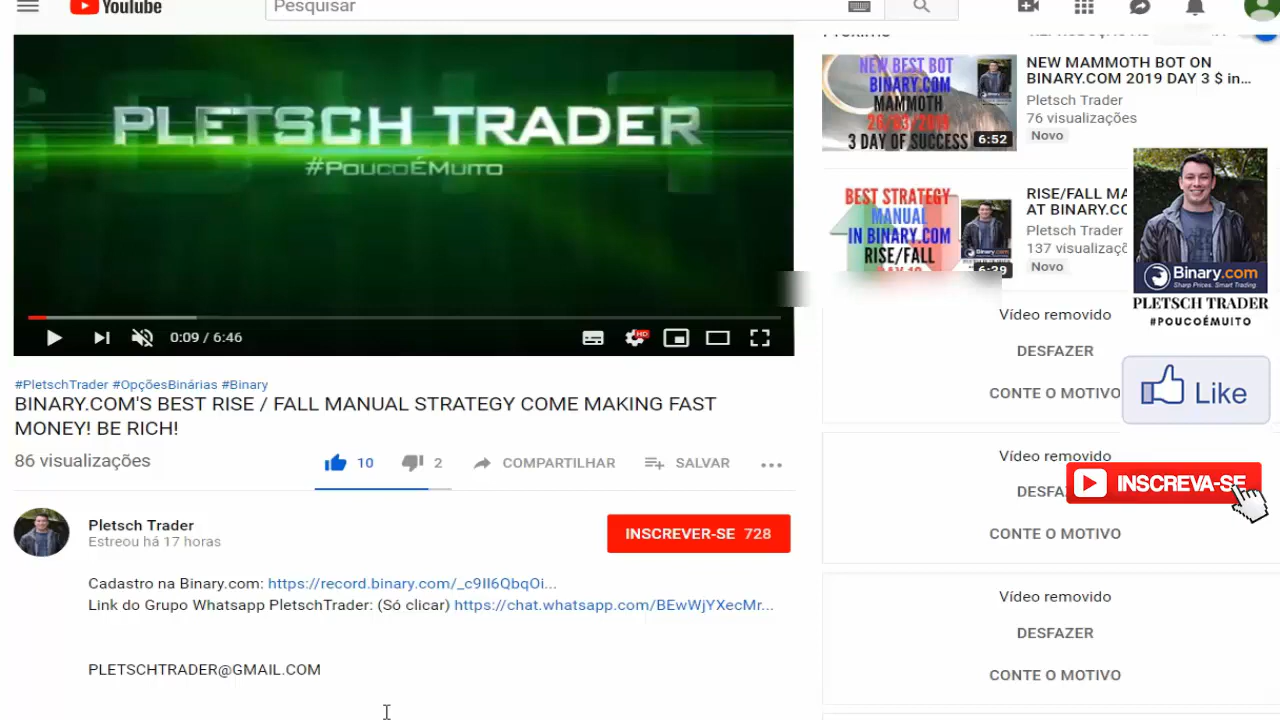 YouTube
Pesquisar
PLETSCH TRADER
#PoucoÉMuito
0:09 / 6:46
HD
#PletschTrader #OpçõesBinárias #Binary
BINARY.COM'S BEST RISE / FALL MANUAL STRATEGY COME MAKING FAST
MONEY! BE RICH!
86 visualizações
10
2
COMPARTILHAR
SALVAR
Pletsch Trader
Estreou há 17 horas
INSCREVER-SE 728
Cadastro na Binary.com: https://record.binary.com/_c9II6QbqOi...
Link do Grupo Whatsapp PletschTrader: (Só clicar) https://chat.whatsapp.com/BEwWjYXecMr...
PLETSCHTRADER@GMAIL.COM
NEW BEST BOT
BINARY.COM
MAMMOTH
26/03/2019
3 DAY OF SUCCESS
6:52
NEW MAMMOTH BOT ON
BINARY.COM 2019 DAY 3 $ in...
Pletsch Trader
76 visualizações
Novo
BEST STRATEGY
MANUAL
IN BINARY.COM
RISE/FALL
6:29
RISE/FALL MA
AT BINARY.CO
Pletsch Trader
137 visualizaçõ
Novo
Binary.com
Sharp Prices. Smart Trading
PLETSCH TRADER
#POUCOÉMUITO
Vídeo removido
DESFAZER
CONTE O MOTIVO
Like
Vídeo removido
DESFA
INSCREVA-SE
CONTE O MOTIVO
Vídeo removido
DESFAZER
CONTE O MOTIVO